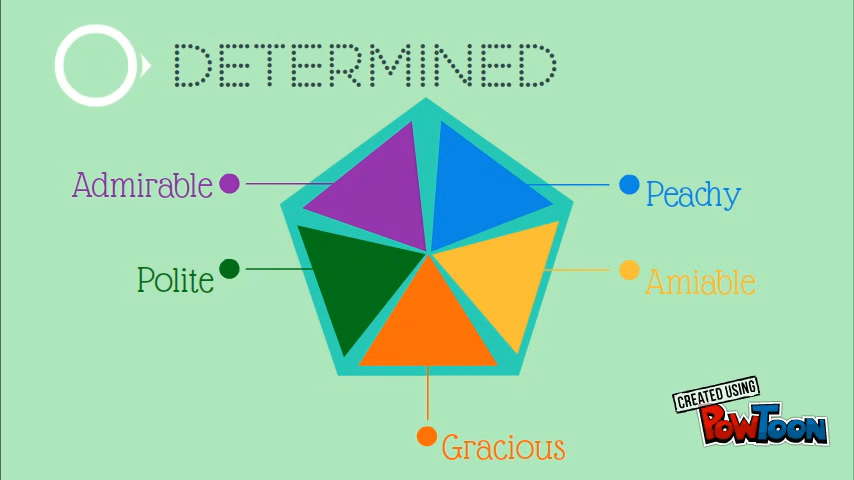 DETERMINED
Admirable
Peachy
Polite
Amiable
Gracious
CREATED USING
POWTOON